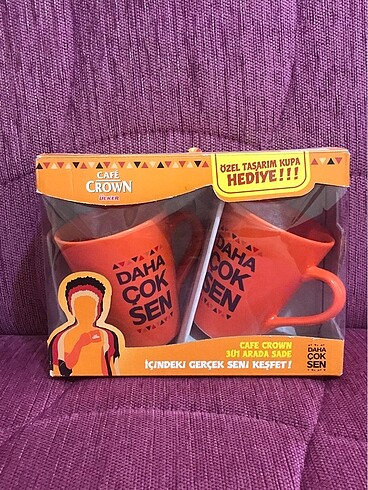 CAFÉ
CROWN
ÜLKER
ÖZEL TASARIM KUPA
HEDİYE!!!
DAHA
ÇOK
SEN
DAHA
ÇOK
SEN
CAFE CROWN
3Ü1 ARADA SADE
İÇİNDEKİ GERÇEK SENİ KEŞFET!
DAHA
ÇOK
SEN